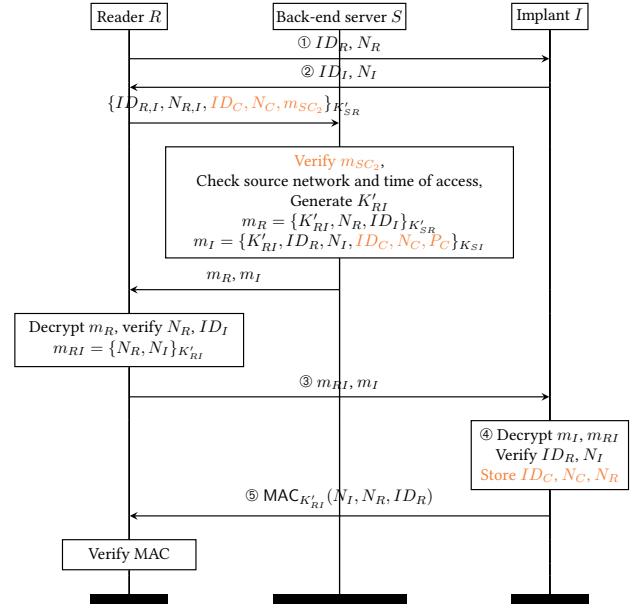 Reader R
Back-end server S
Implant I
① ID_R, N_R
② ID_I, N_I
{ID_{R,I}, N_{R,I}, ID_C, N_C, m_{SC_2}}_{K'_{SR}}
Verify m_{SC_2},
Check source network and time of access,
Generate K'_{RI}
m_R = {K'_{RI}, N_R, ID_I}_{K'_{SR}}
m_I = {K'_{RI}, ID_R, N_I, ID_C, N_C, P_C}_{K_{SI}}
m_R, m_I
Decrypt m_R, verify N_R, ID_I
m_{RI} = {N_R, N_I}_{K'_{RI}}
③ m_{RI}, m_I
④ Decrypt m_I, m_{RI}
Verify ID_R, N_I
Store ID_C, N_C, N_R
⑤ MAC_{K'_{RI}}(N_I, N_R, ID_R)
Verify MAC